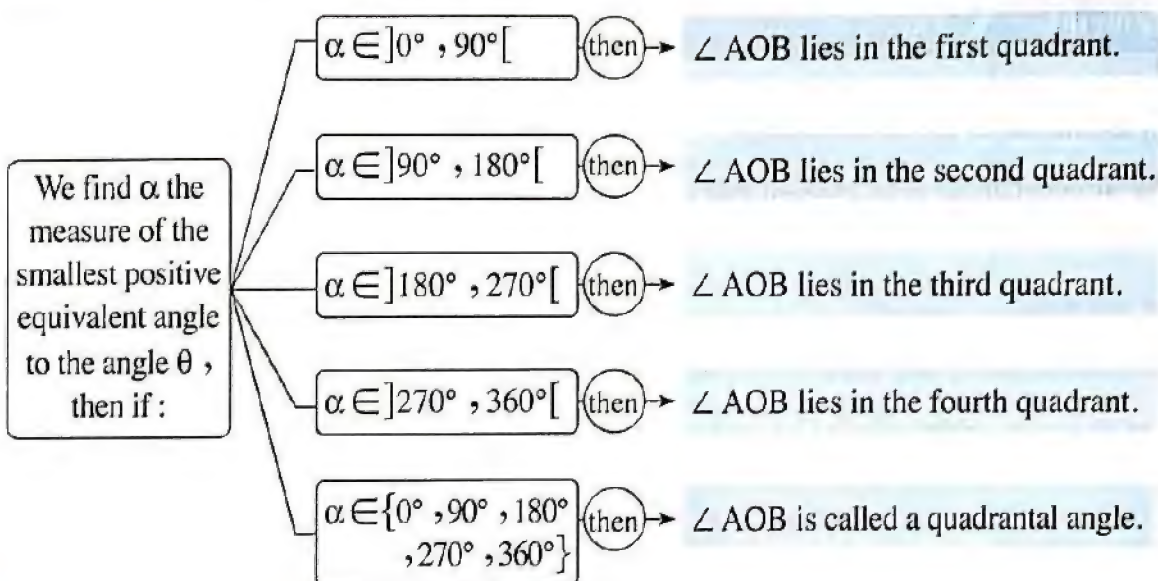 We find α the
measure of the
smallest positive
equivalent angle
to the angle θ ,
then if :
α∈]0° , 90°[ then ∠ AOB lies in the first quadrant.
α∈]90° , 180°[ then ∠ AOB lies in the second quadrant.
α∈]180° , 270°[ then ∠ AOB lies in the third quadrant.
α∈]270° , 360°[ then ∠ AOB lies in the fourth quadrant.
α∈{0° ,90° , 180°
,270° ,360°} then ∠ AOB is called a quadrantal angle.